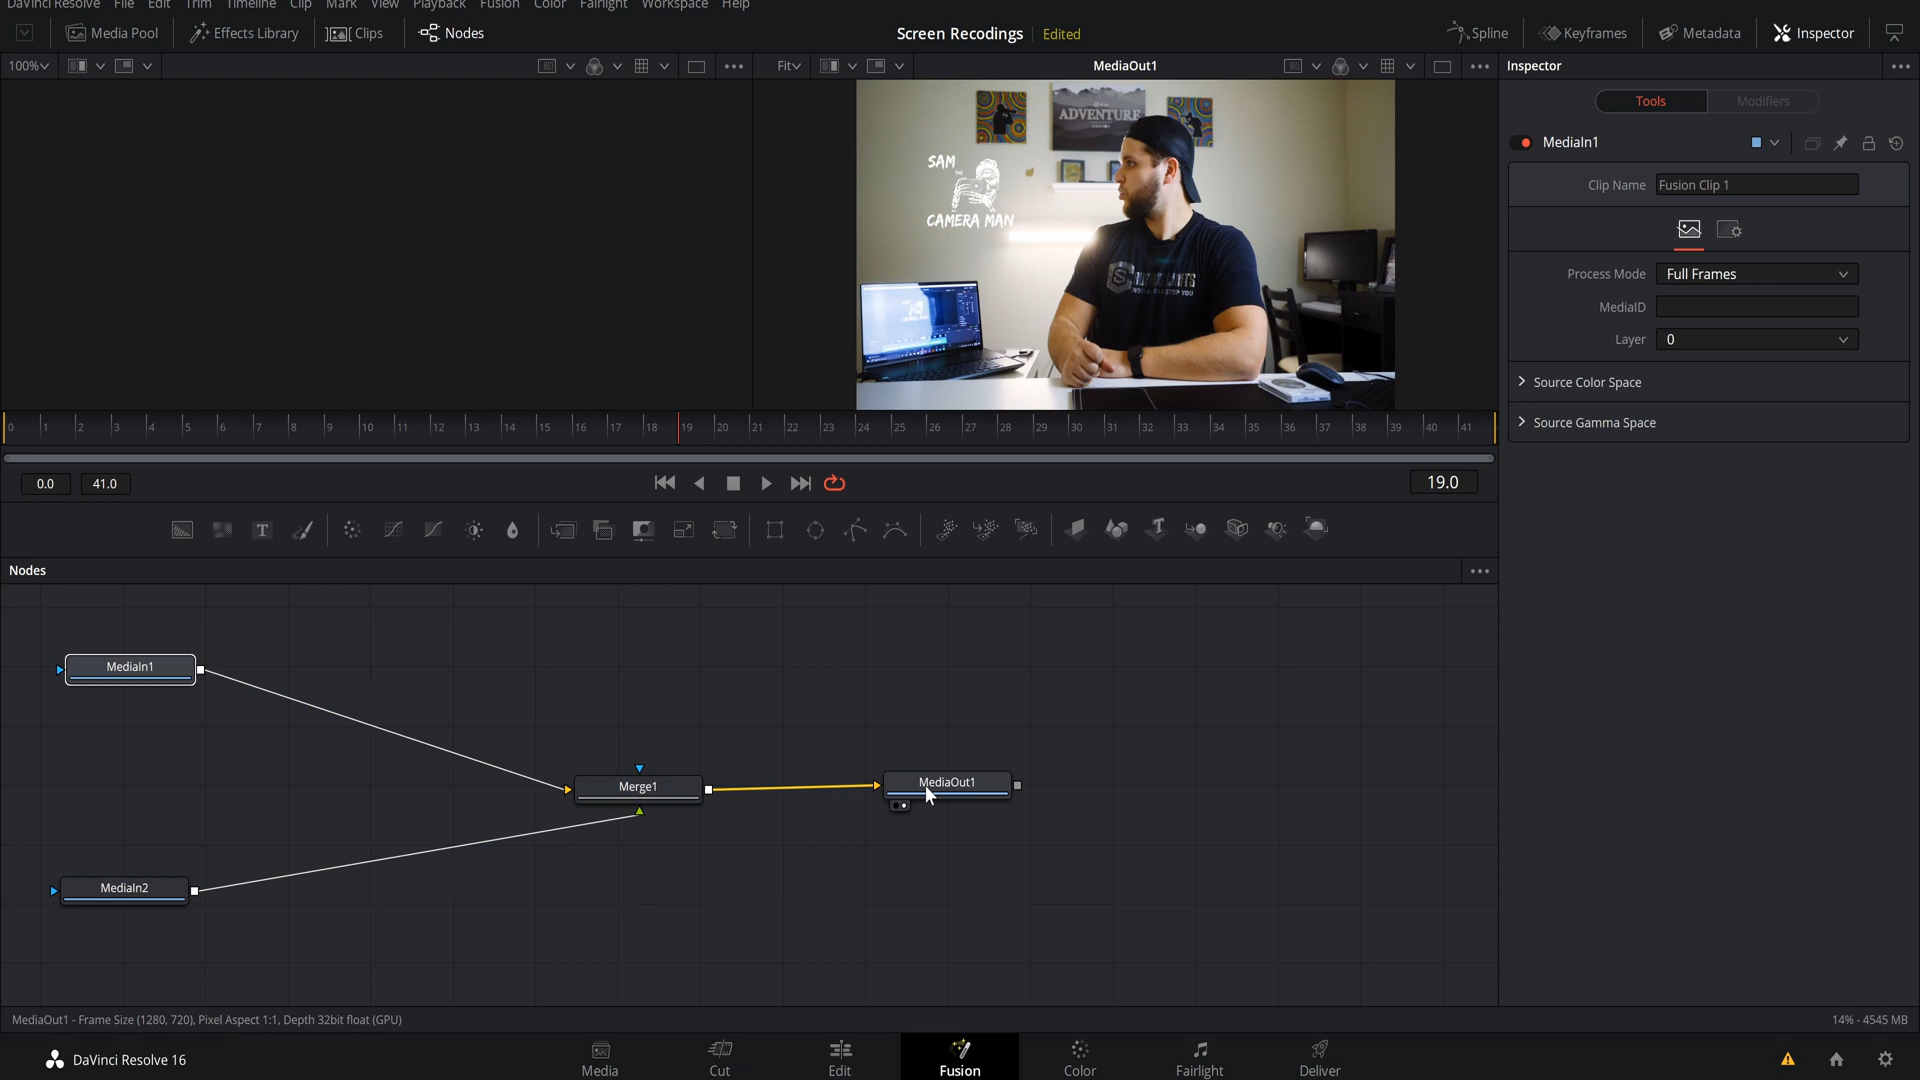 DaVinci Resolve File Edit Trim Timeline Clip Mark View Playback Fusion Color Fairlight Workspace Help
Media Pool Effects Library Clips Nodes Screen Recodings Edited Spline Keyframes Metadata Inspector
100% Fit MediaOut1 Inspector
Tools Modifiers
MediaIn1
Clip Name Fusion Clip 1
Process Mode Full Frames
MediaID
Layer 0
Source Color Space
Source Gamma Space
ADVENTURE
SAM
THE
CAMERA MAN
0 1 2 3 4 5 6 7 8 9 10 11 12 13 14 15 16 17 18 19 20 21 22 23 24 25 26 27 28 29 30 31 32 33 34 35 36 37 38 39 40 41
0.0 41.0 19.0
T T
Nodes
MediaIn1
Merge1
MediaOut1
MediaIn2
MediaOut1 - Frame Size (1280, 720), Pixel Aspect 1:1, Depth 32bit float (GPU) 14% - 4545 MB
DaVinci Resolve 16 Media Cut Edit Fusion Color Fairlight Deliver